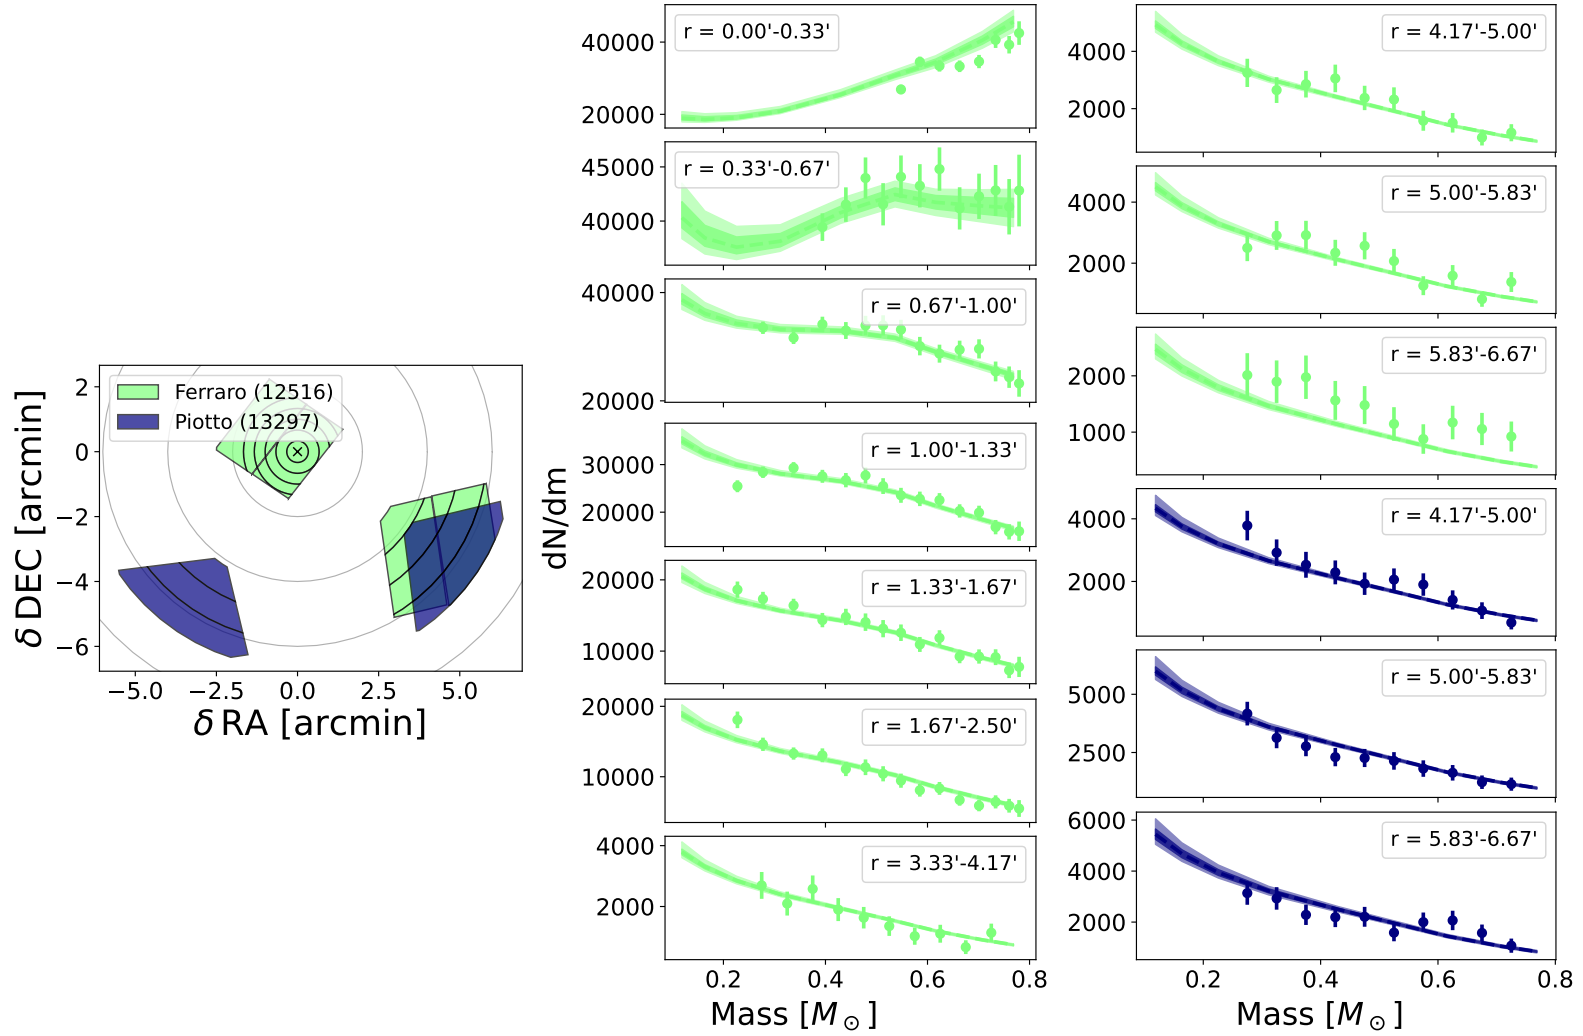 Ferraro (12516)
Piotto (13297)
2
0
−2
−4
−6
−5.0 −2.5 0.0 2.5 5.0
δ RA [arcmin]
δ DEC [arcmin]
dN/dm
r = 0.00'-0.33'
40000
20000
r = 0.33'-0.67'
45000
40000
r = 0.67'-1.00'
40000
20000
r = 1.00'-1.33'
30000
20000
r = 1.33'-1.67'
20000
10000
r = 1.67'-2.50'
20000
10000
r = 3.33'-4.17'
4000
2000
0.2 0.4 0.6 0.8
Mass [M⊙]
r = 4.17'-5.00'
4000
2000
r = 5.00'-5.83'
4000
2000
r = 5.83'-6.67'
2000
1000
r = 4.17'-5.00'
4000
2000
r = 5.00'-5.83'
5000
2500
r = 5.83'-6.67'
6000
4000
2000
0.2 0.4 0.6 0.8
Mass [M⊙]